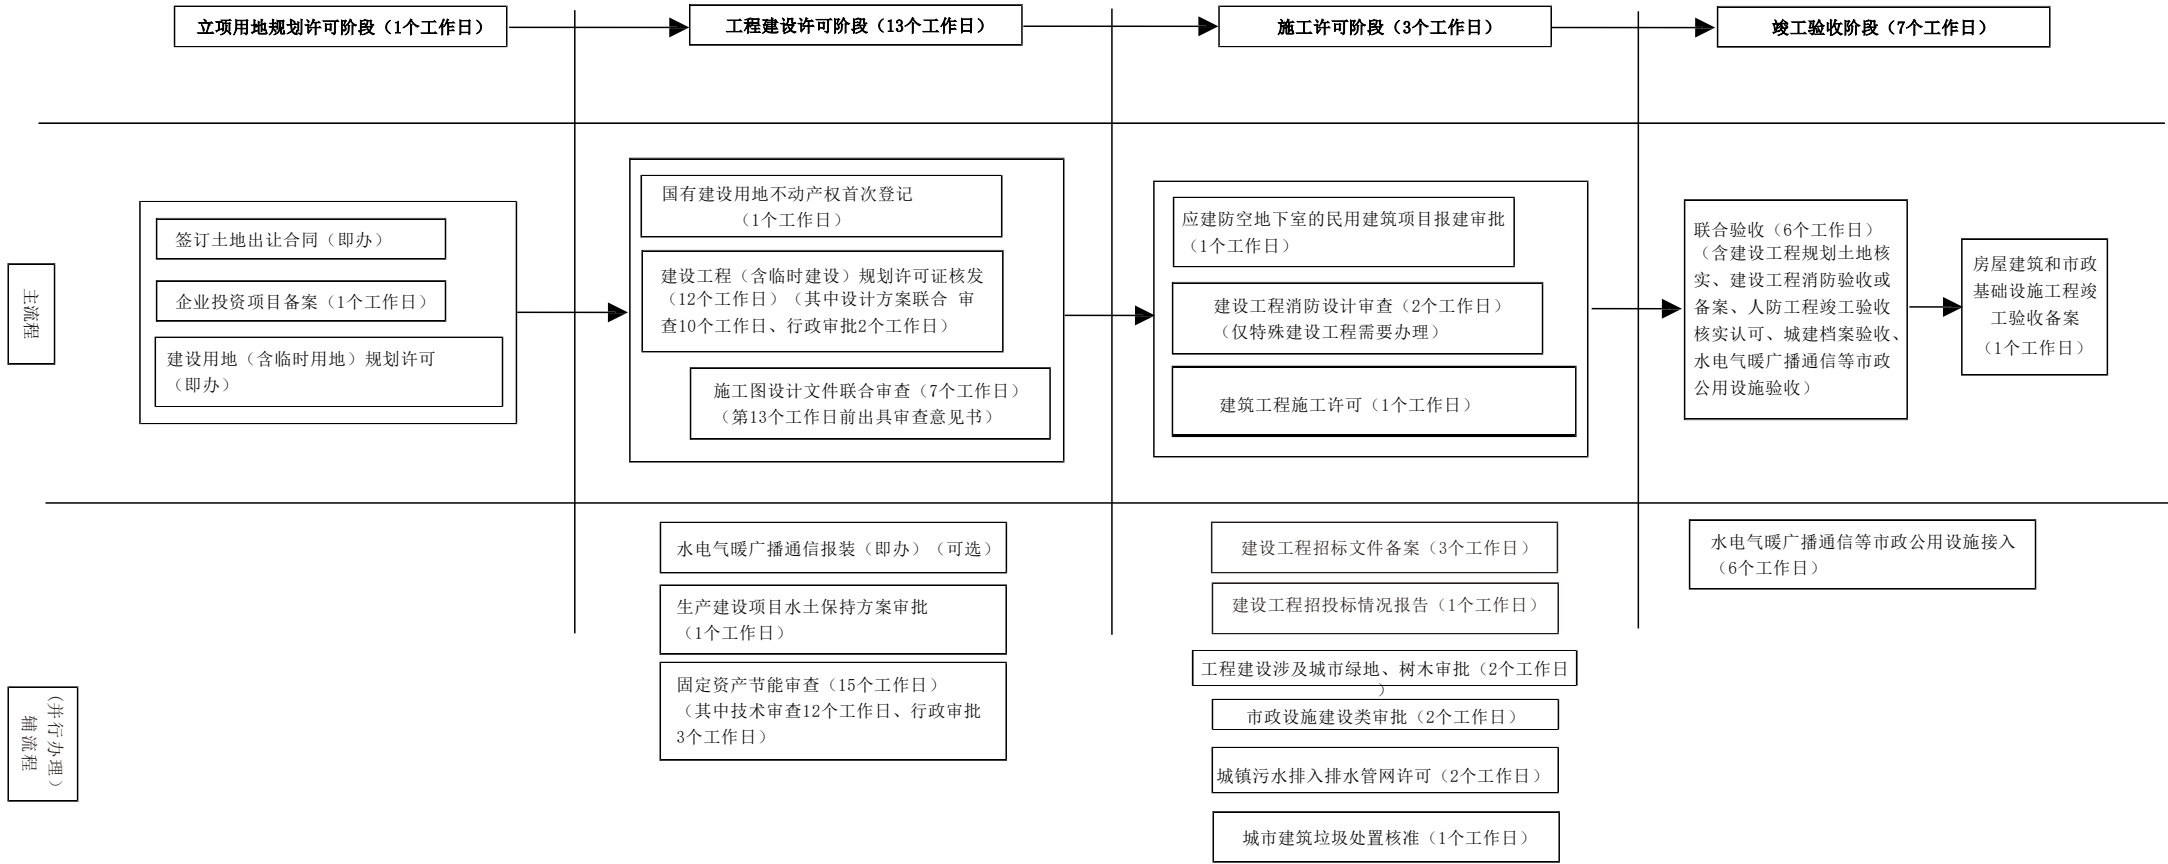 立项用地规划许可阶段（1个工作日）
工程建设许可阶段（13个工作日）
施工许可阶段（3个工作日）
竣工验收阶段（7个工作日）
主流程
签订土地出让合同（即办）
企业投资项目备案（1个工作日）
建设用地（含临时用地）规划许可
（即办）
国有建设用地不动产权首次登记
（1个工作日）
建设工程（含临时建设）规划许可证核发
（12个工作日）（其中设计方案联合 审
查10个工作日、行政审批2个工作日）
施工图设计文件联合审查（7个工作日）
（第13个工作日前出具审查意见书）
应建防空地下室的民用建筑项目报建审批
（1个工作日）
建设工程消防设计审查（2个工作日）
（仅特殊建设工程需要办理）
建筑工程施工许可（1个工作日）
联合验收（6个工作日）
（含建设工程规划土地核
实、建设工程消防验收或
备案、人防工程竣工验收
核实认可、城建档案验收、
水电气暖广播通信等市政
公用设施验收）
房屋建筑和市政
基础设施工程竣
工验收备案
（1个工作日）
（并行办理）
辅流程
水电气暖广播通信报装（即办）（可选）
生产建设项目水土保持方案审批
（1个工作日）
固定资产节能审查（15个工作日）
（其中技术审查12个工作日、行政审批
3个工作日）
建设工程招标文件备案（3个工作日）
建设工程招投标情况报告（1个工作日）
工程建设涉及城市绿地、树木审批（2个工作日
）
市政设施建设类审批（2个工作日）
城镇污水排入排水管网许可（2个工作日）
城市建筑垃圾处置核准（1个工作日）
水电气暖广播通信等市政公用设施接入
（6个工作日）